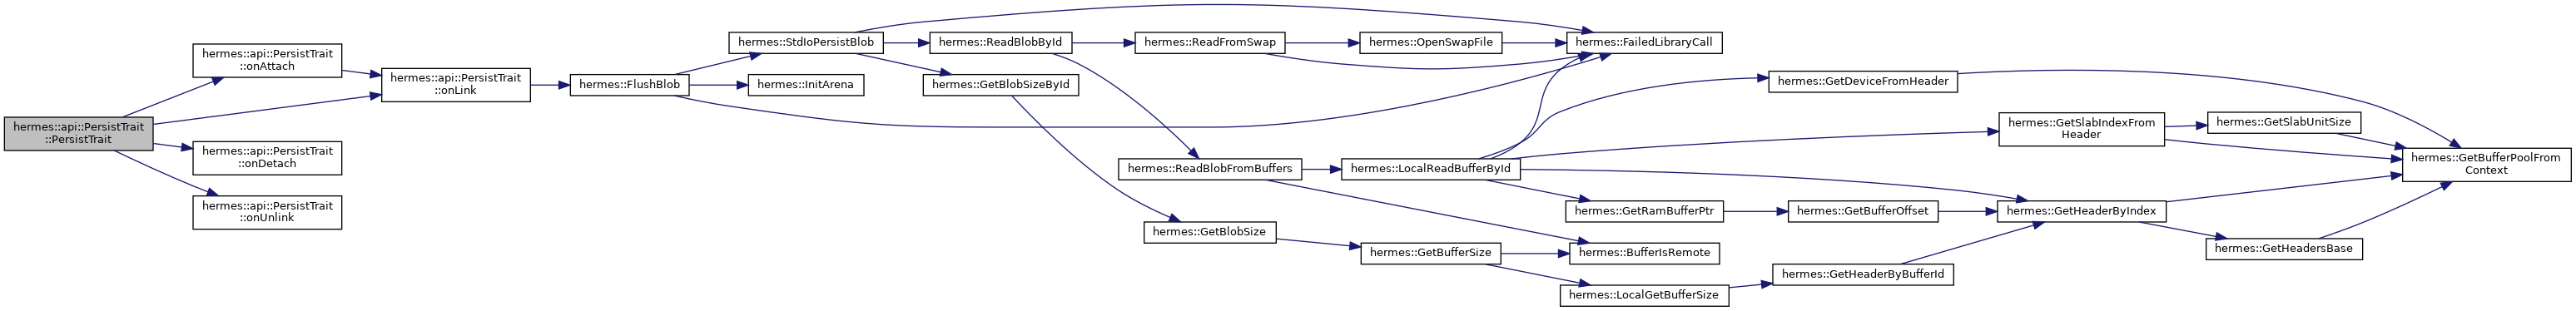 hermes::api::PersistTrait
::PersistTrait
hermes::api::PersistTrait
::onAttach
hermes::api::PersistTrait
::onLink
hermes::api::PersistTrait
::onDetach
hermes::api::PersistTrait
::onUnlink
hermes::FlushBlob
hermes::StdIoPersistBlob
hermes::InitArena
hermes::ReadBlobById
hermes::GetBlobSizeById
hermes::ReadFromSwap
hermes::OpenSwapFile
hermes::FailedLibraryCall
hermes::ReadBlobFromBuffers
hermes::GetBlobSize
hermes::LocalReadBufferById
hermes::GetBufferSize
hermes::GetRamBufferPtr
hermes::BufferIsRemote
hermes::LocalGetBufferSize
hermes::GetDeviceFromHeader
hermes::GetBufferOffset
hermes::GetHeaderByBufferId
hermes::GetSlabIndexFrom
Header
hermes::GetHeaderByIndex
hermes::GetSlabUnitSize
hermes::GetHeadersBase
hermes::GetBufferPoolFrom
Context